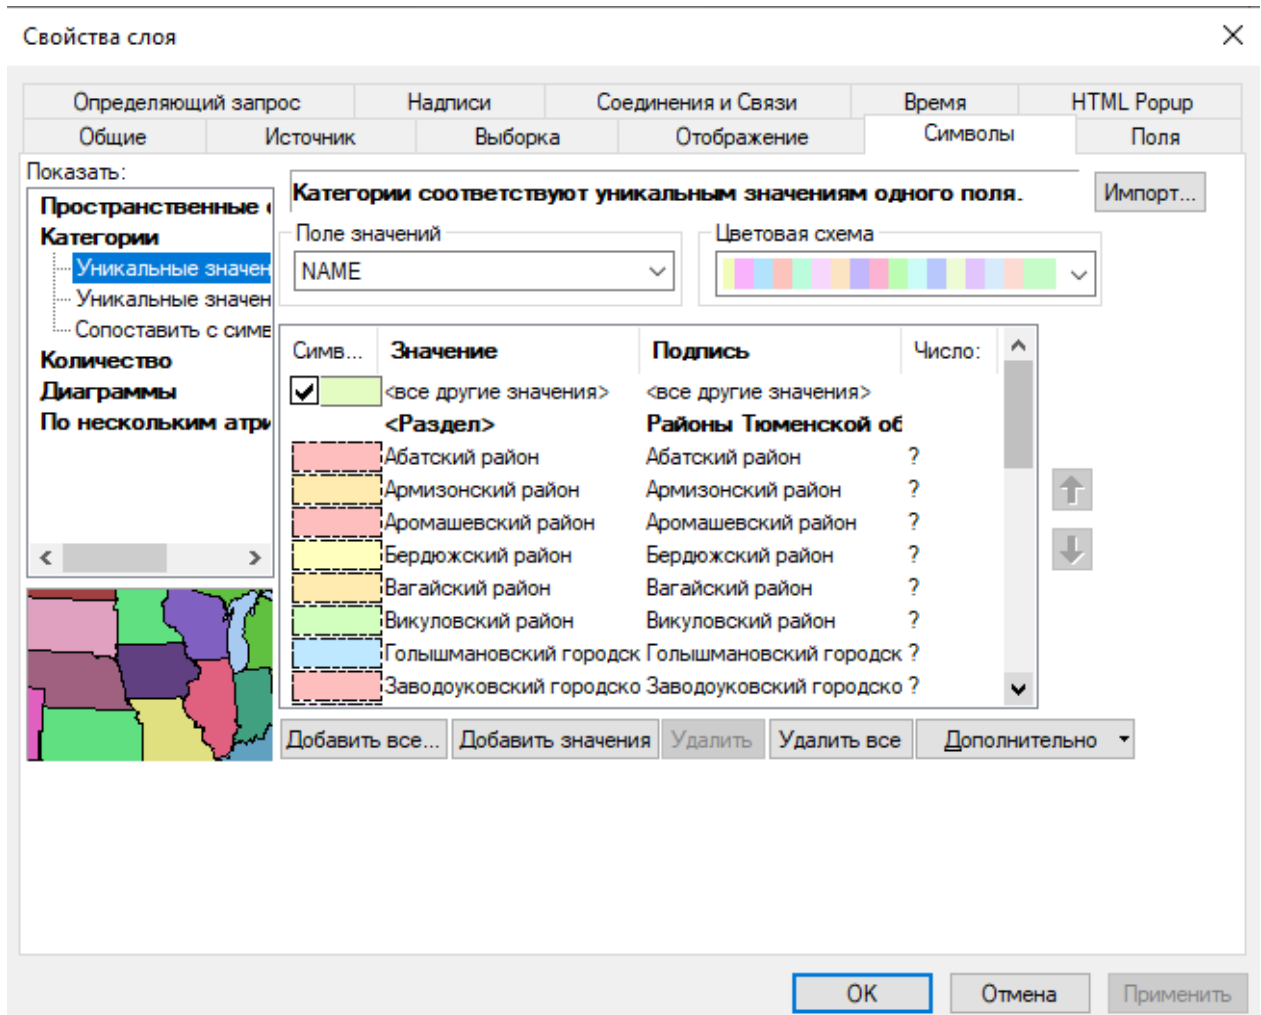 Свойства слоя
Определяющий запрос Надписи Соединения и Связи Время HTML Popup
Общие Источник Выборка Отображение Символы Поля
Показать:
Пространственные
Категории
Уникальные значен
Уникальные значен
Сопоставить с симв
Количество
Диаграммы
По нескольким атри
Категории соответствуют уникальным значениям одного поля.
Импорт...
Поле значений
NAME
Цветовая схема
Симв... Значение Подпись Число:
<все другие значения> <все другие значения>
<Раздел> Районы Тюменской об
Абатский район Абатский район ?
Армизонский район Армизонский район ?
Аромашевский район Аромашевский район ?
Бердюжский район Бердюжский район ?
Вагайский район Вагайский район ?
Викуловский район Викуловский район ?
Голышмановский городск Голышмановский городск ?
Заводоуковский городско Заводоуковский городско ?
Добавить все... Добавить значения Удалить Удалить все Дополнительно
OK Отмена Применить